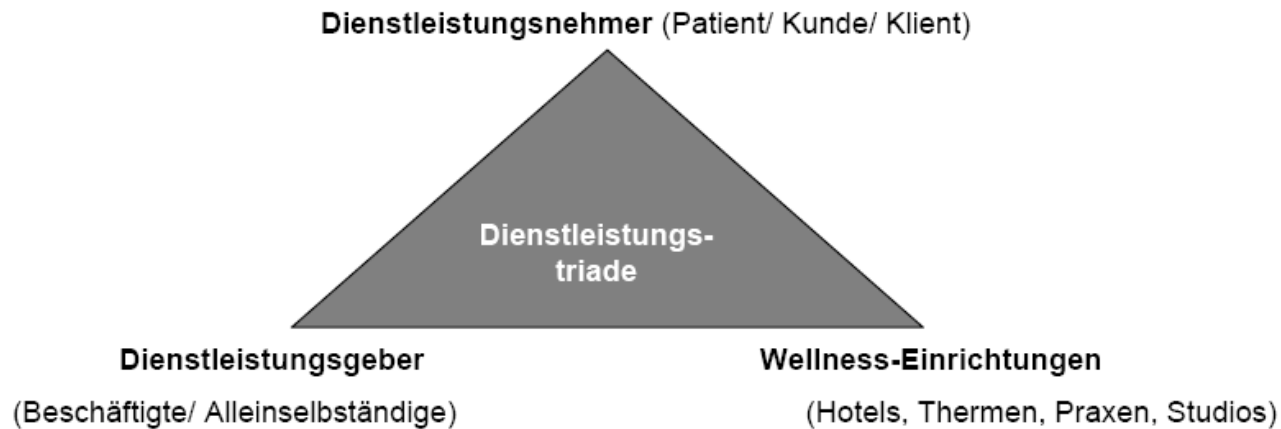 Dienstleistungsnehmer (Patient/ Kunde/ Klient)
Dienstleistungs-
triade
Dienstleistungsgeber
Wellness-Einrichtungen
(Beschäftigte/ Alleinselbständige)
(Hotels, Thermen, Praxen, Studios)